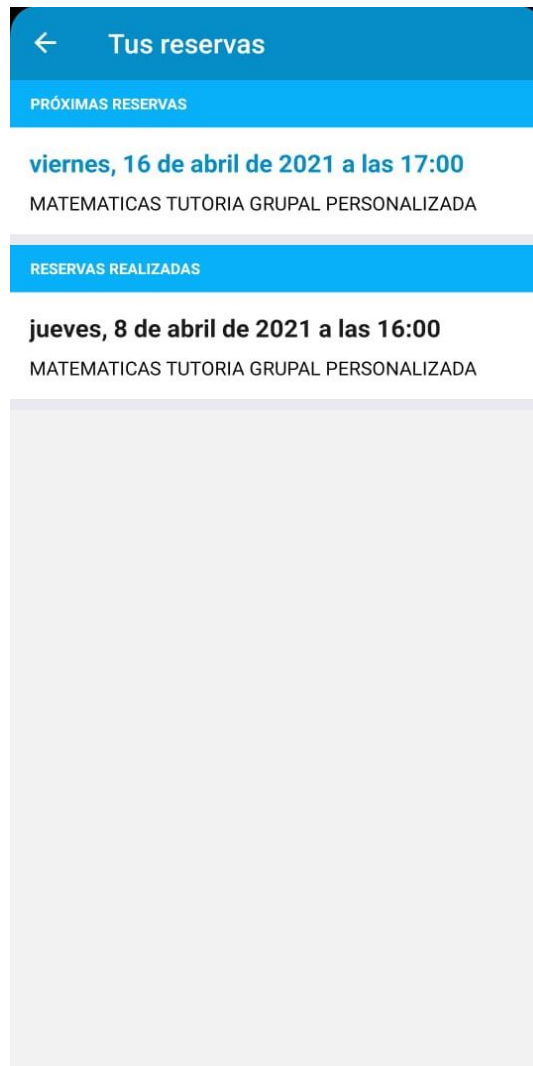 Tus reservas
PRÓXIMAS RESERVAS
viernes, 16 de abril de 2021 a las 17:00
MATEMATICAS TUTORIA GRUPAL PERSONALIZADA
RESERVAS REALIZADAS
jueves, 8 de abril de 2021 a las 16:00
MATEMATICAS TUTORIA GRUPAL PERSONALIZADA